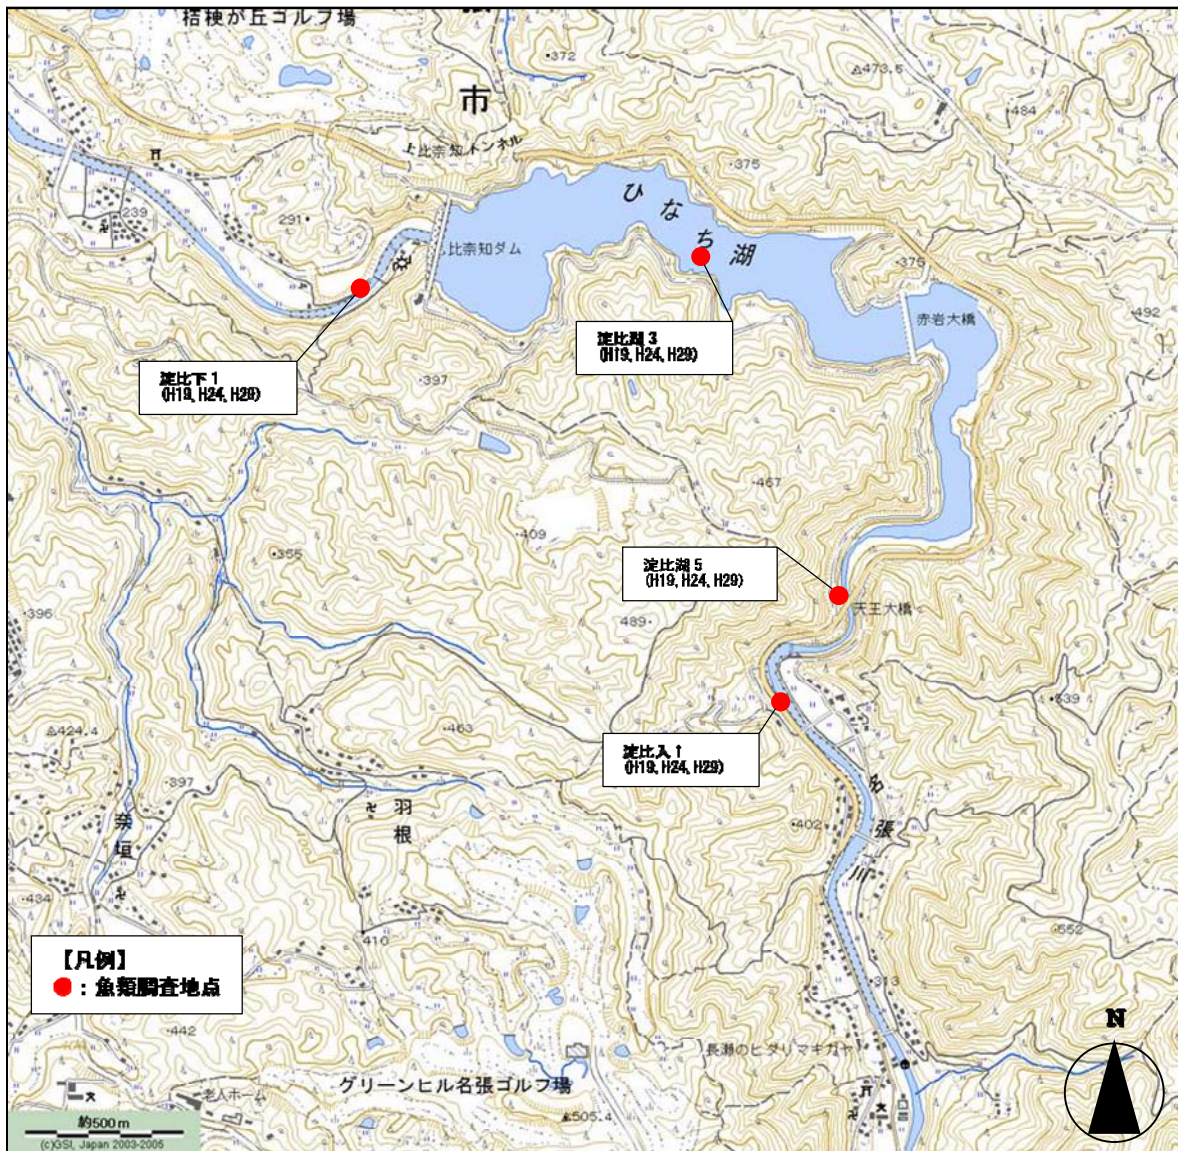 桔梗が丘ゴルフ場
・372
△473.5
・484
市
上比奈知トンネル
・375
ひなち湖
239
291・
比奈知ダム
・375
赤岩大橋
・492
淀比湖3
(H19, H24, H29)
淀比下1
(H19, H24, H29)
・397
・467
・409
・355
淀比湖5
(H19, H24, H29)
天王大橋
・396
489・
・539
・463
△424.4
淀比入1
(H19, H24, H29)
・397
奈垣
羽根
・402
名張川
・434
・410
・552
【凡例】
●：魚類調査地点
・313
・442
長瀬のヒダリマキガヤ
N
グリーンヒル名張ゴルフ場
老人ホーム
△505.4
約500m
(c)GSI, Japan 2003-2005